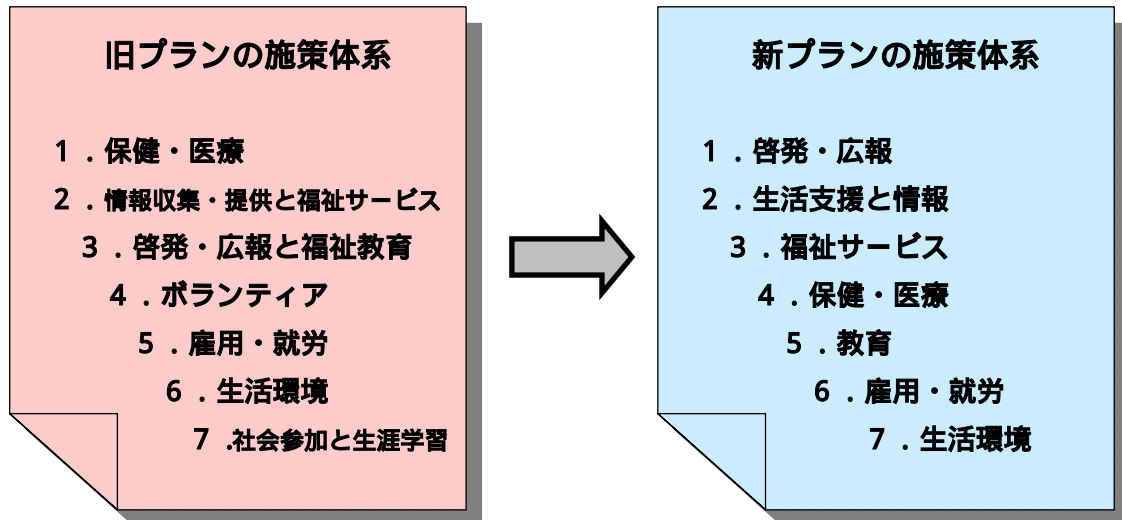 旧プランの施策体系
1．保健・医療
2．情報収集・提供と福祉サービス
3．啓発・広報と福祉教育
4．ボランティア
5．雇用・就労
6．生活環境
7.社会参加と生涯学習
新プランの施策体系
1．啓発・広報
2．生活支援と情報
3．福祉サービス
4．保健・医療
5．教育
6．雇用・就労
7．生活環境